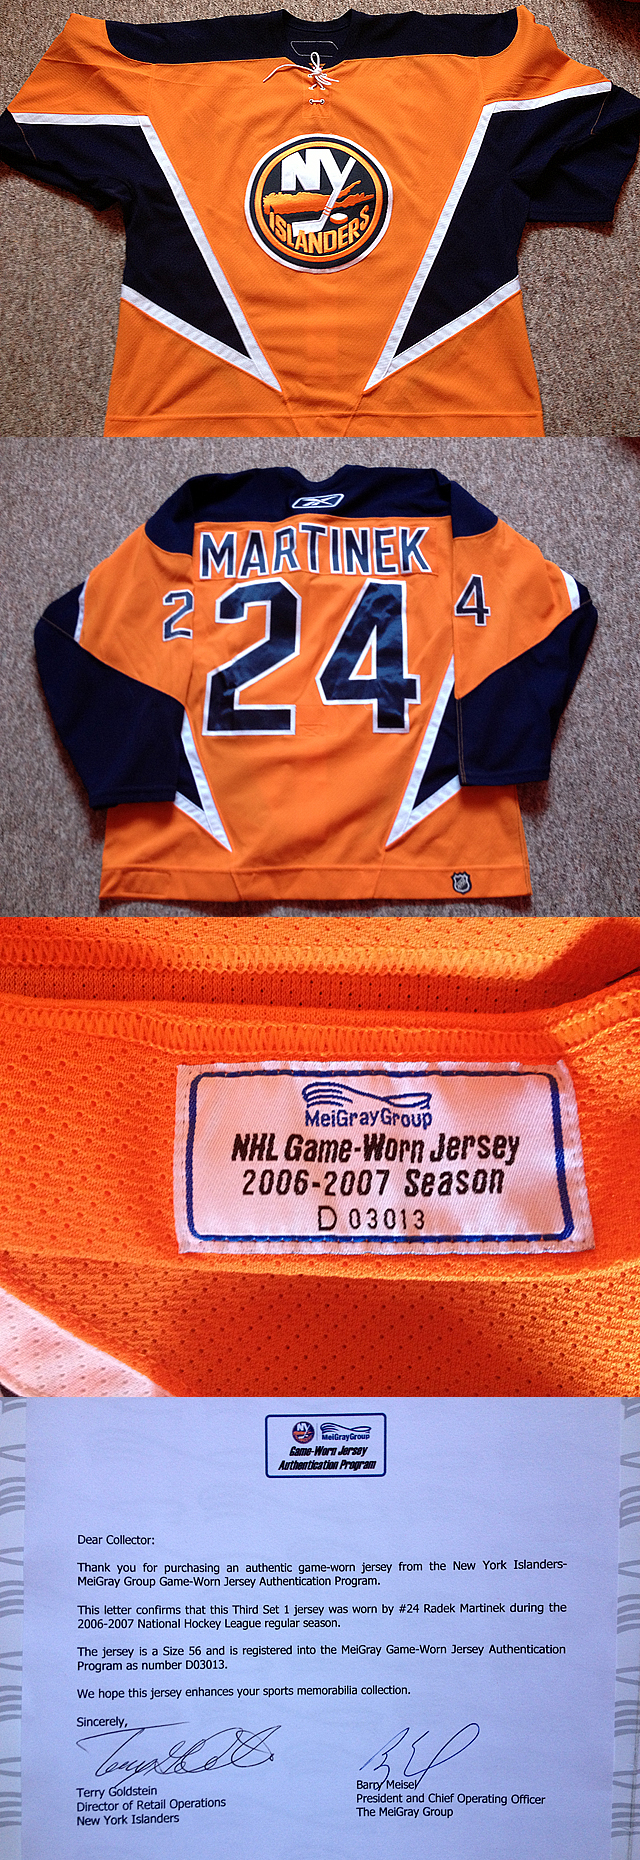 NY
ISLANDERS
MARTINEK
2 24 4
MeiGrayGroup
NHL Game-Worn Jersey
2006-2007 Season
D 03013
NY MeiGrayGroup
Game-Worn Jersey
Authentication Program
Dear Collector:
Thank you for purchasing an authentic game-worn jersey from the New York Islanders-
MeiGray Group Game-Worn Jersey Authentication Program.
This letter confirms that this Third Set 1 jersey was worn by #24 Radek Martinek during the
2006-2007 National Hockey League regular season.
The jersey is a Size 56 and is registered into the MeiGray Game-Worn Jersey Authentication
Program as number D03013.
We hope this jersey enhances your sports memorabilia collection.
Sincerely,
Terry Goldstein
Director of Retail Operations
New York Islanders
Barry Meisel
President and Chief Operating Officer
The MeiGray Group